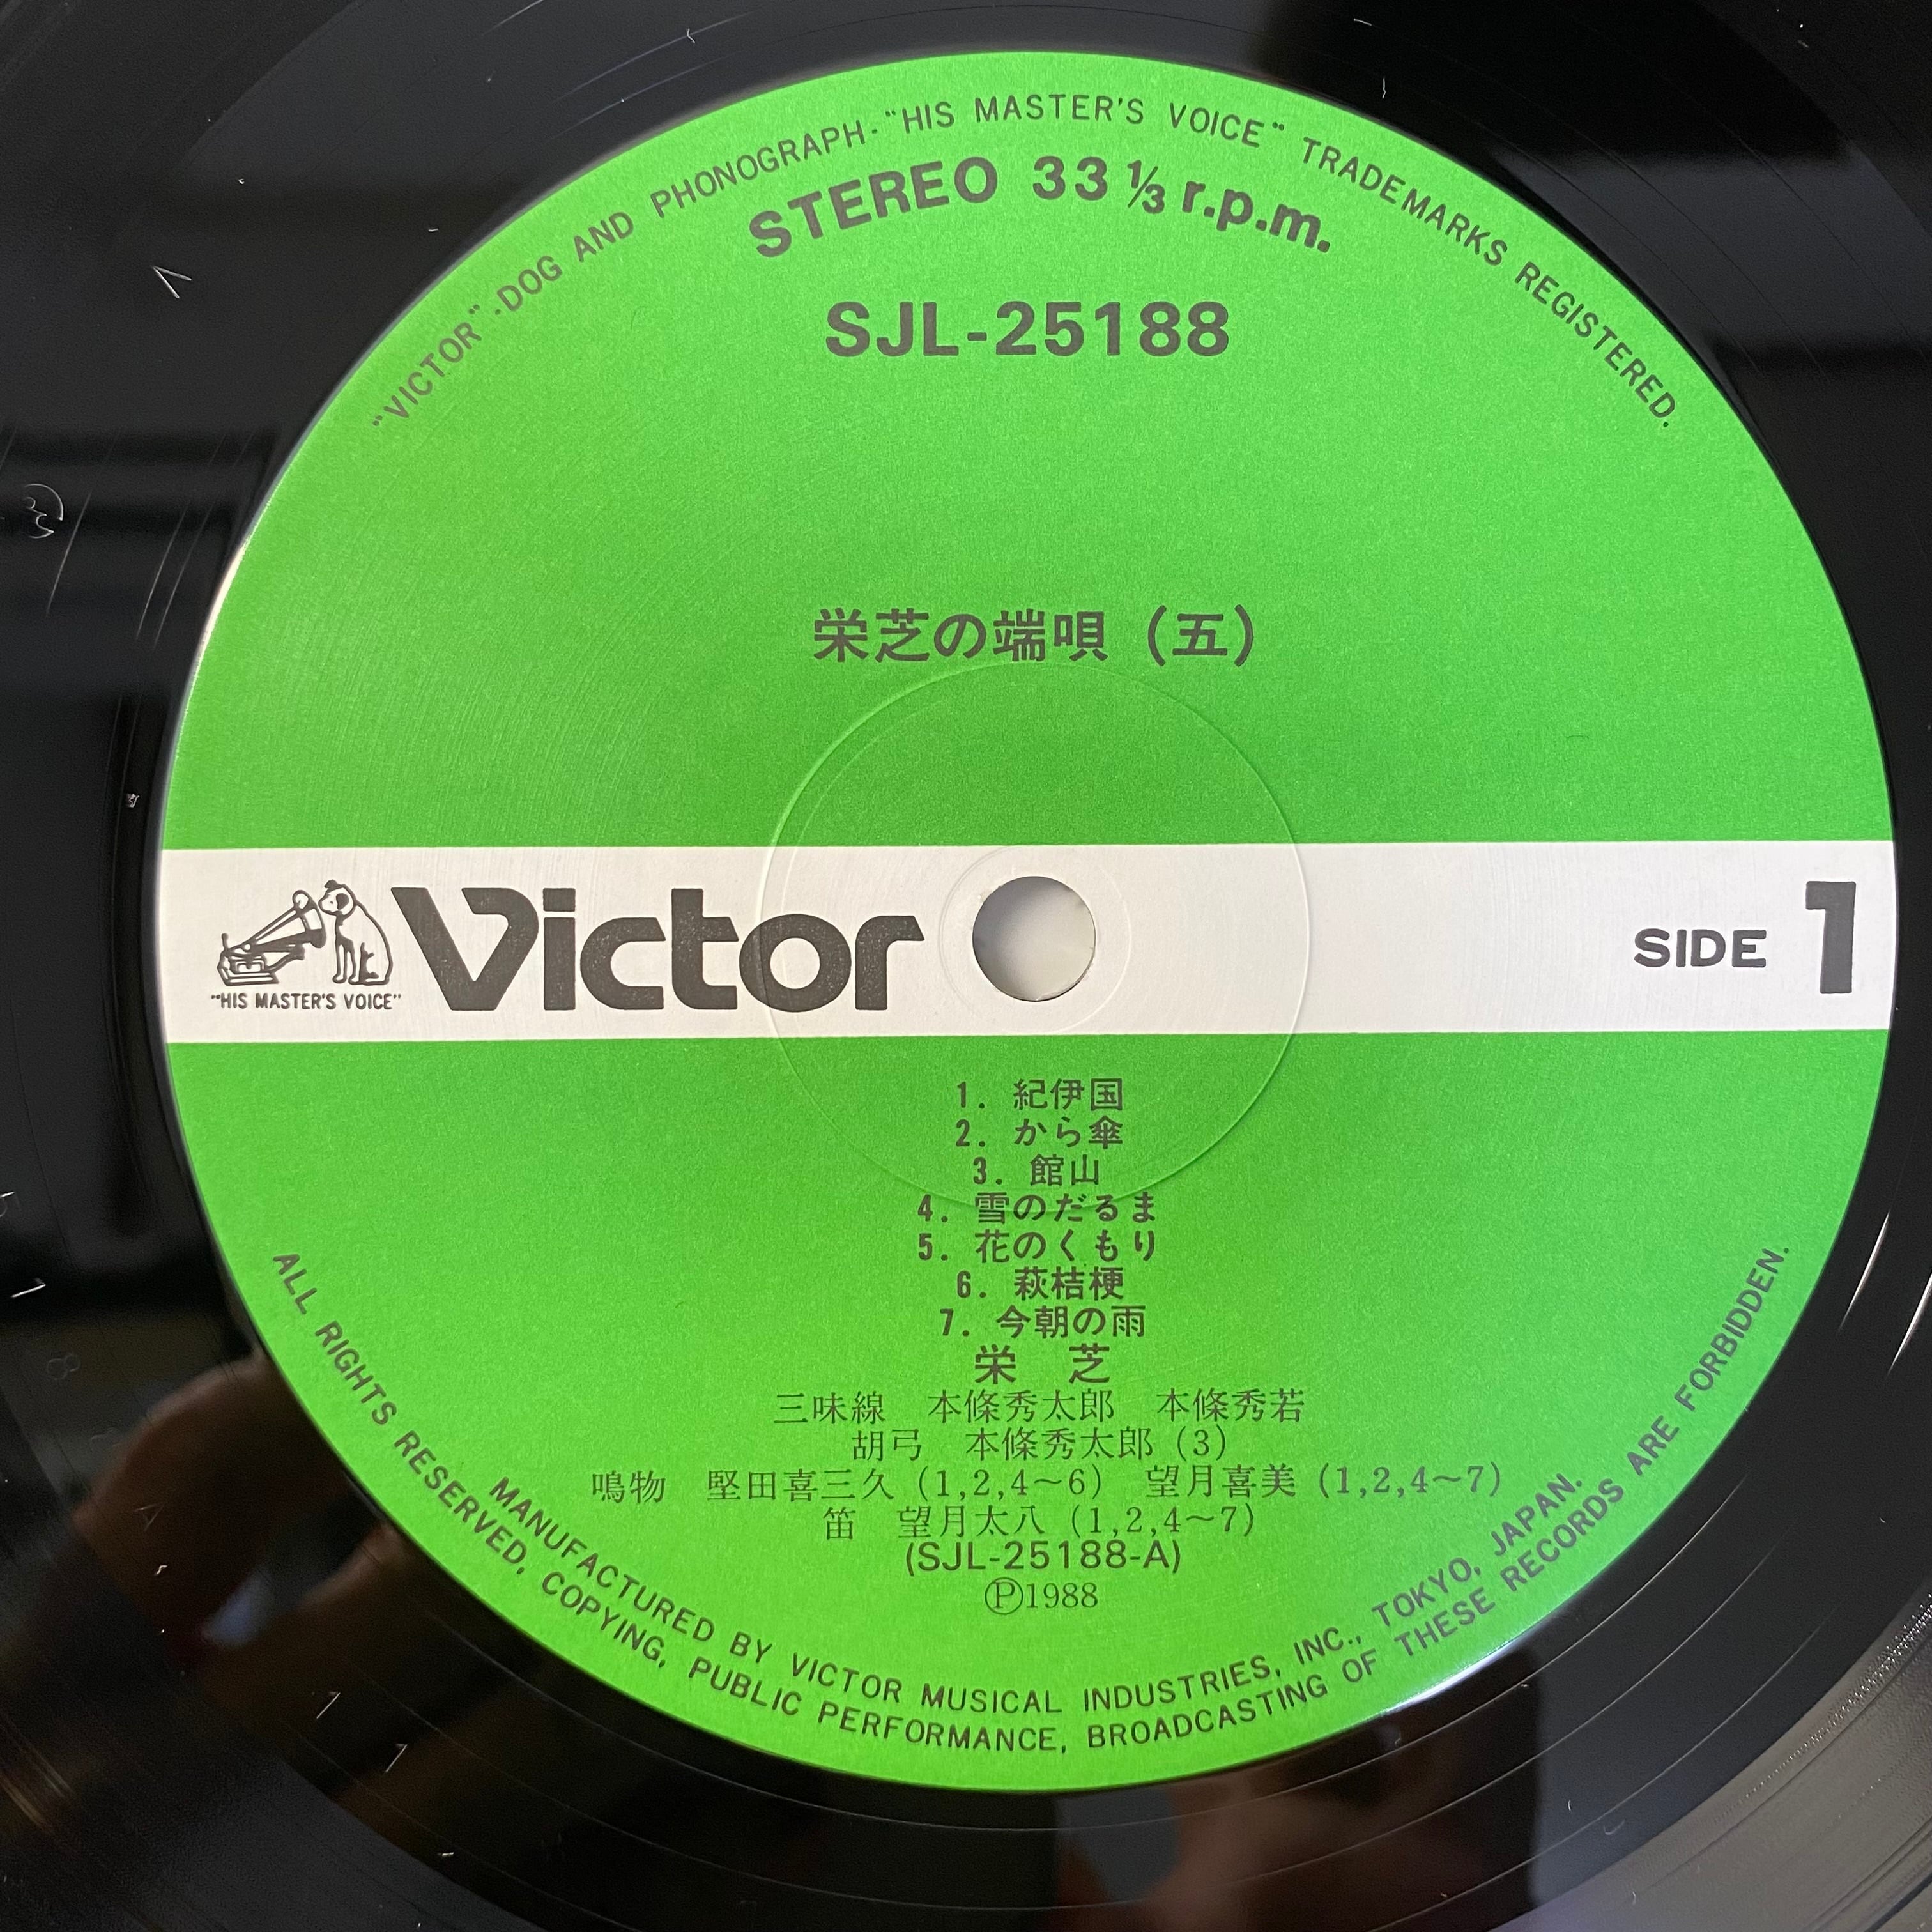 "VICTOR"-DOG AND PHONOGRAPH-"HIS MASTER'S VOICE" TRADEMARKS REGISTERED.
STEREO 33 1/3 r.p.m.
SJL-25188
栄芝の端唄（五）
"HIS MASTER'S VOICE"
Victor
SIDE 1
1. 紀伊国
2. から傘
3. 館山
4. 雪のだるま
5. 花のくもり
6. 萩桔梗
7. 今朝の雨
栄 芝
三味線 本條秀太郎 本條秀若
胡弓 本條秀太郎（3）
鳴物 堅田喜三久（1,2,4〜6） 望月喜美（1,2,4〜7）
笛 望月太八（1,2,4〜7）
(SJL-25188-A)
Ⓟ1988
MANUFACTURED BY VICTOR MUSICAL INDUSTRIES, INC., TOKYO, JAPAN.
ALL RIGHTS RESERVED, COPYING, PUBLIC PERFORMANCE, BROADCASTING OF THESE RECORDS ARE FORBIDDEN.